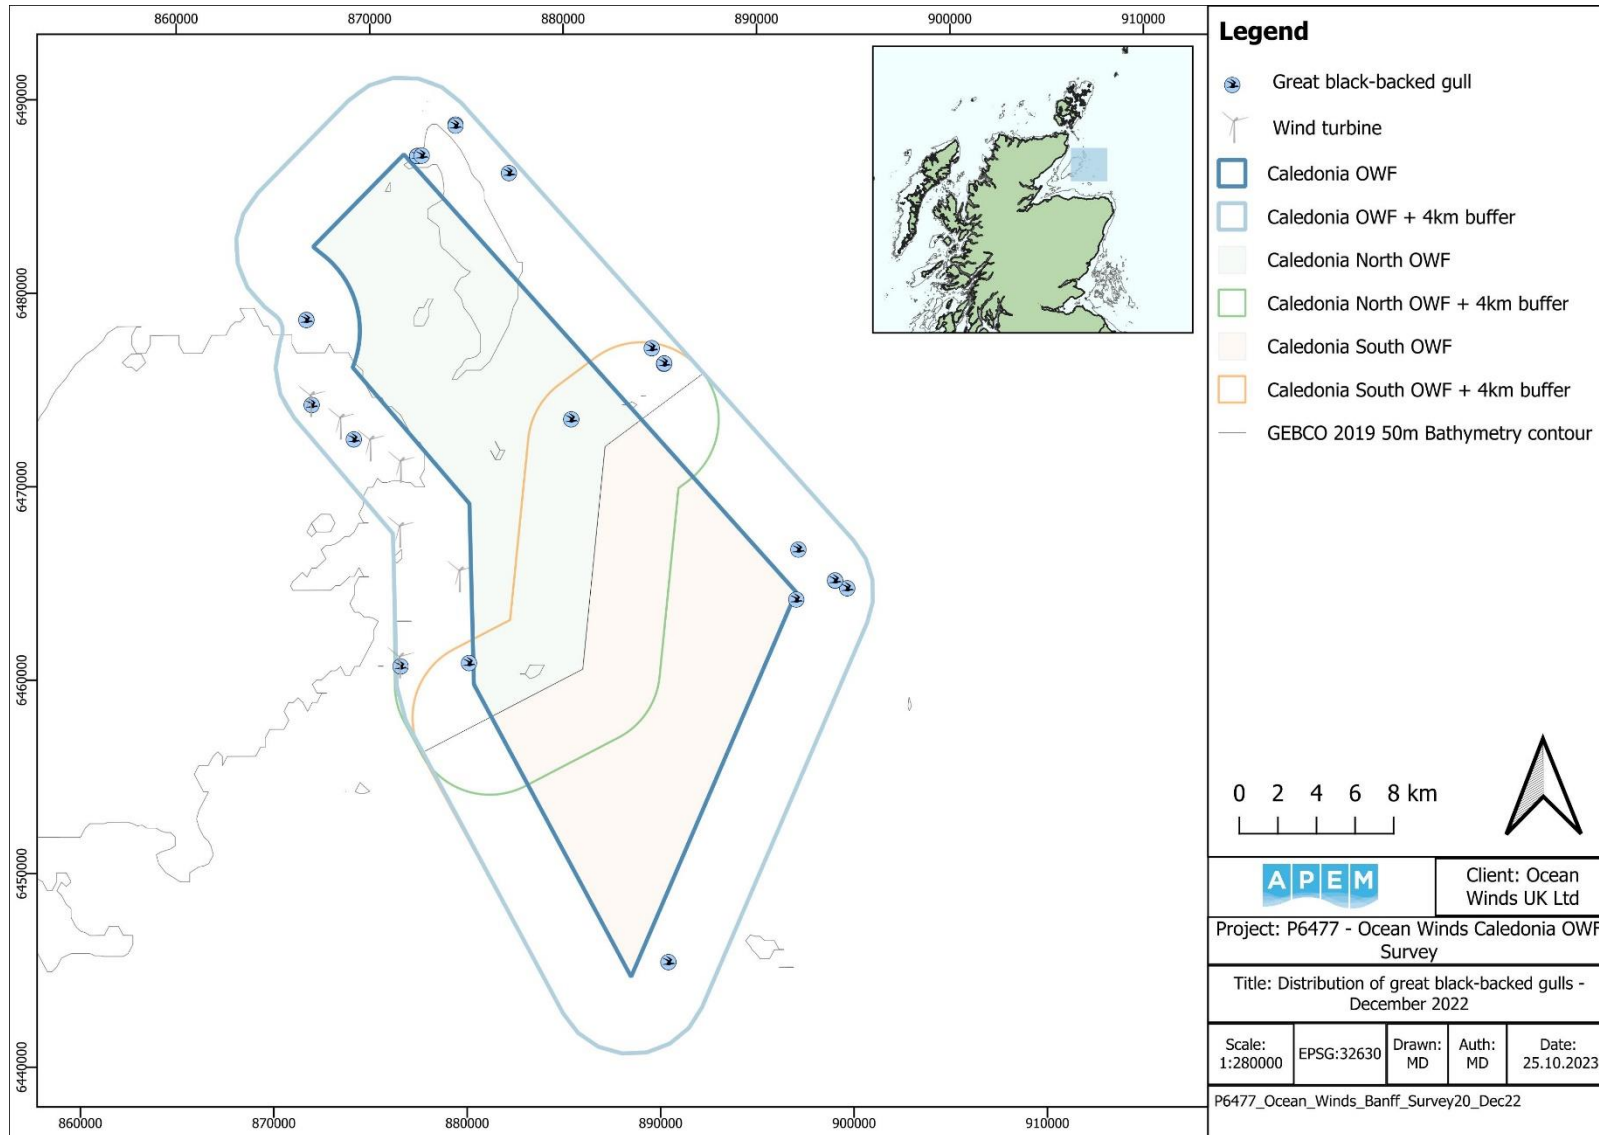 860000 870000 880000 890000 900000 910000
6490000
6480000
6470000
6460000
6450000
6440000
860000 870000 880000 890000 900000 910000
Legend
Great black-backed gull
Wind turbine
Caledonia OWF
Caledonia OWF + 4km buffer
Caledonia North OWF
Caledonia North OWF + 4km buffer
Caledonia South OWF
Caledonia South OWF + 4km buffer
GEBCO 2019 50m Bathymetry contour
0 2 4 6 8 km
APEM
Client: Ocean
Winds UK Ltd
Project: P6477 - Ocean Winds Caledonia OWF
Survey
Title: Distribution of great black-backed gulls -
December 2022
Scale:
1:280000
EPSG:32630
Drawn:
MD
Auth:
MD
Date:
25.10.2023
P6477_Ocean_Winds_Banff_Survey20_Dec22